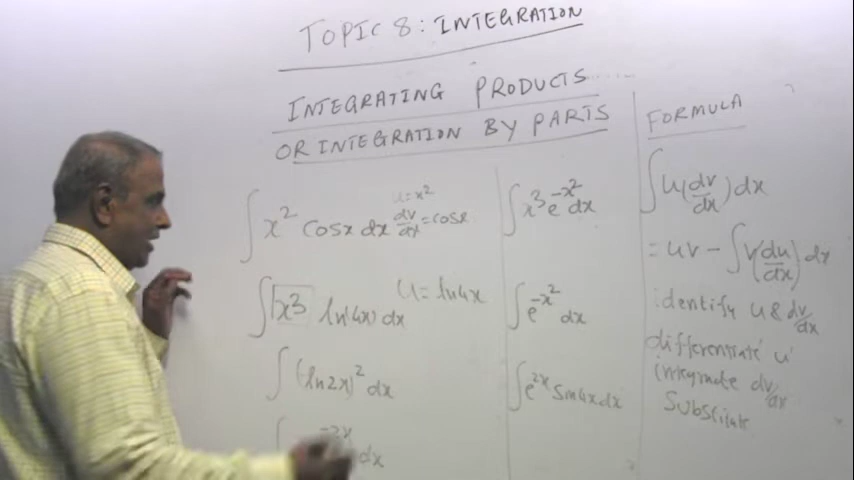 TOPIC 8: INTEGRATION
INTEGRATING PRODUCTS.....
OR INTEGRATION BY PARTS
∫ x² cosx dx
u = x²
dv/dx = cosx
∫ x³ ln(4x) dx
u = ln4x
∫ (ln2x)² dx
dx
∫ x³ e^-x² dx
∫ e^-x² dx
∫ e^2x Sin4x dx
FORMULA
∫ u(dv/dx) dx
= uv - ∫ v(du/dx) dx
identify u & dv/dx
differentiate 'u'
integrate dv/dx
Substitute